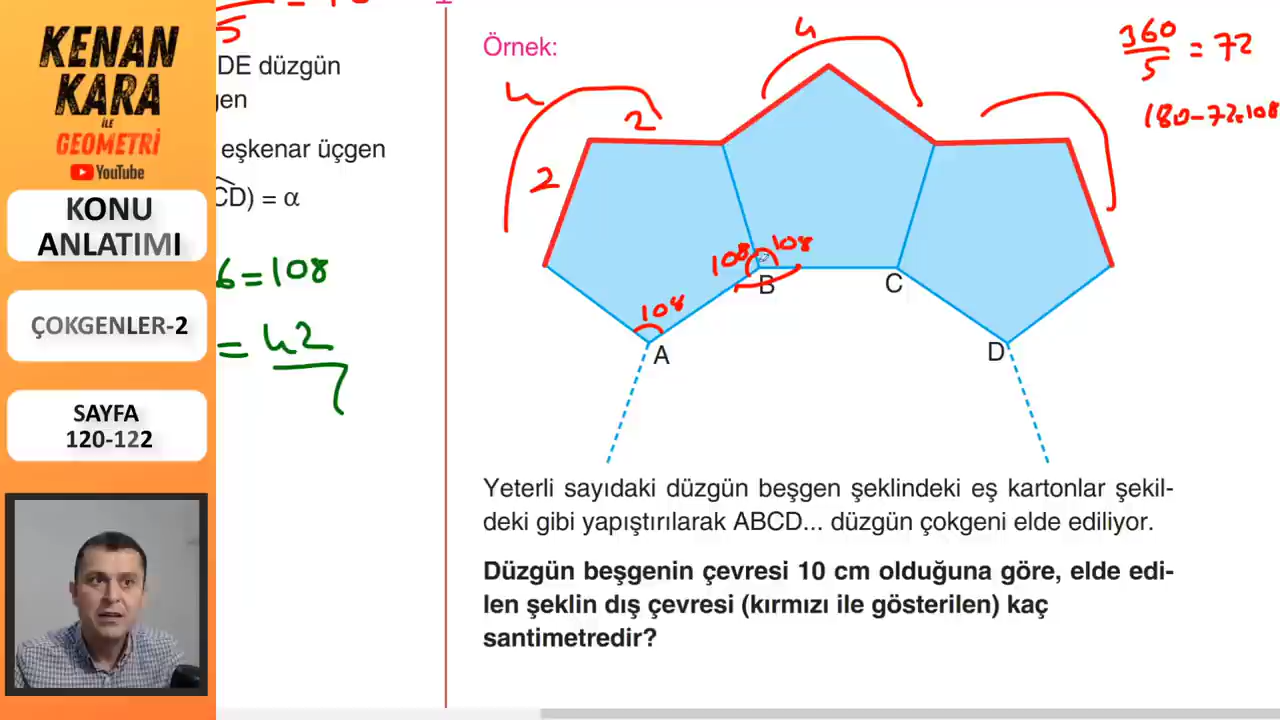 KENAN
KARA
İLE
GEOMETRİ
YouTube
KONU
ANLATIMI
ÇOKGENLER-2
SAYFA
120-122
5
DE düzgün
gen
eşkenar üçgen
CD) = α
6=108
= 42
Örnek:
4
4
2
2
360
5
= 72
180-72=108
108
108
108
A
B
C
D
Yeterli sayıdaki düzgün beşgen şeklindeki eş kartonlar şekil-
deki gibi yapıştırılarak ABCD... düzgün çokgeni elde ediliyor.
Düzgün beşgenin çevresi 10 cm olduğuna göre, elde edi-
len şeklin dış çevresi (kırmızı ile gösterilen) kaç
santimetredir?